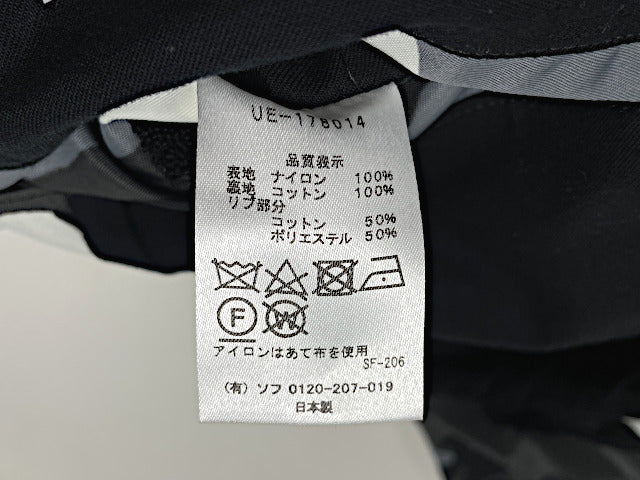 UE-178014
品質表示
表地 ナイロン 100%
裏地 コットン 100%
リブ部分
コットン 50%
ポリエステル 50%
F W
アイロンはあて布を使用
SF-206
(有) ソフ 0120-207-019
日本製